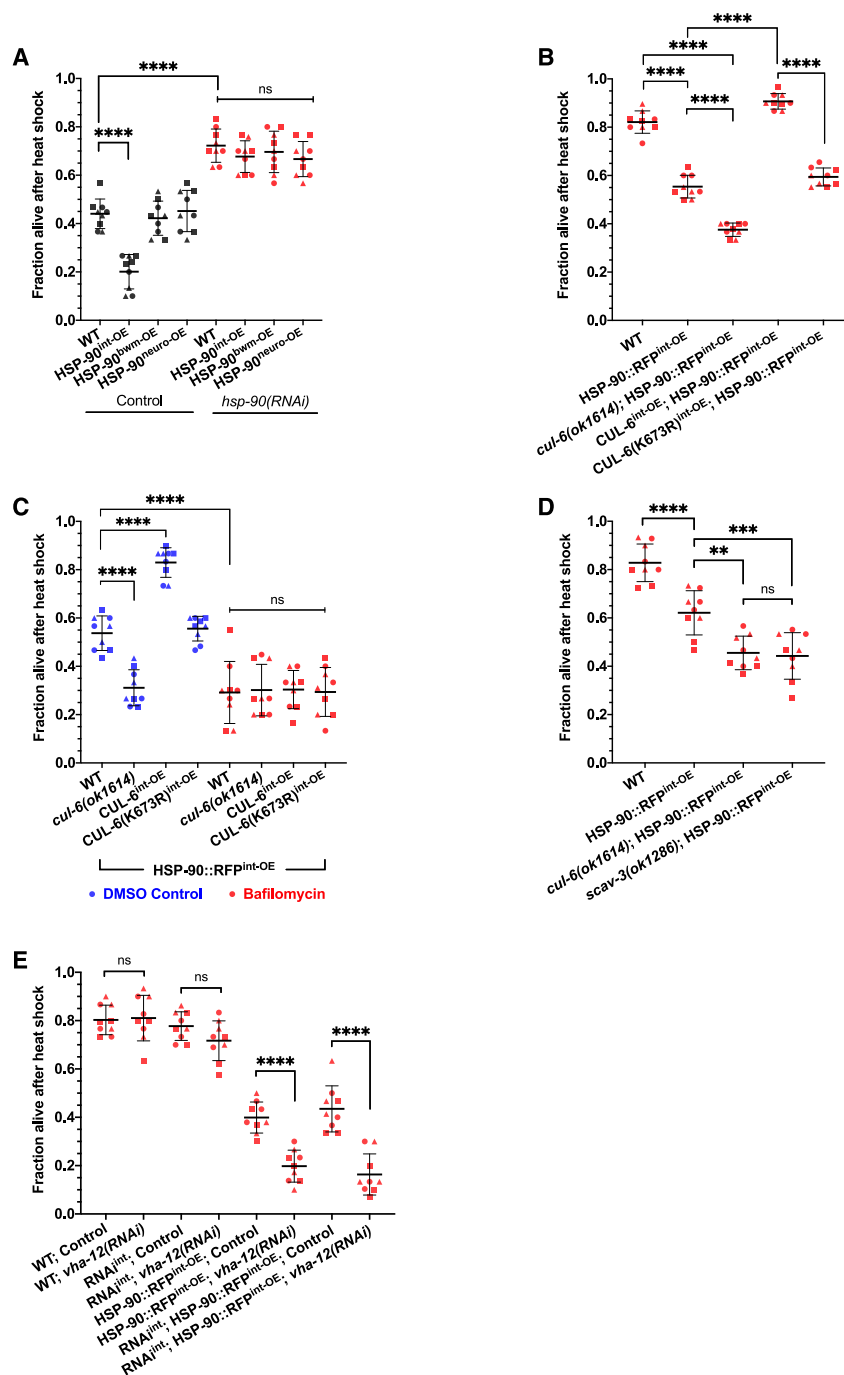 A
Fraction alive after heat shock
1.0
0.8
0.6
0.4
0.2
0.0
****
****
ns
WT
HSP-90int-OE
HSP-90bwm-OE
HSP-90neuro-OE
WT
HSP-90int-OE
HSP-90bwm-OE
HSP-90neuro-OE
Control
hsp-90(RNAi)
B
Fraction alive after heat shock
1.0
0.8
0.6
0.4
0.2
0.0
****
****
****
****
****
WT
HSP-90::RFPint-OE
cul-6(ok1614); HSP-90::RFPint-OE
CUL-6int-OE; HSP-90::RFPint-OE
CUL-6(K673R)int-OE; HSP-90::RFPint-OE
C
Fraction alive after heat shock
1.0
0.8
0.6
0.4
0.2
0.0
****
****
****
ns
WT
cul-6(ok1614)
CUL-6int-OE
CUL-6(K673R)int-OE
WT
cul-6(ok1614)
CUL-6int-OE
CUL-6(K673R)int-OE
HSP-90::RFPint-OE
DMSO Control
Bafilomycin
D
Fraction alive after heat shock
1.0
0.8
0.6
0.4
0.2
0.0
****
***
**
ns
WT
HSP-90::RFPint-OE
cul-6(ok1614); HSP-90::RFPint-OE
scav-3(ok1286); HSP-90::RFPint-OE
E
Fraction alive after heat shock
1.0
0.8
0.6
0.4
0.2
0.0
ns
ns
****
****
WT; Control
WT; vha-12(RNAi)
RNAiint; Control
RNAiint; vha-12(RNAi)
HSP-90::RFPint-OE; Control
HSP-90::RFPint-OE; vha-12(RNAi)
RNAiint; HSP-90::RFPint-OE; Control
RNAiint; HSP-90::RFPint-OE; vha-12(RNAi)